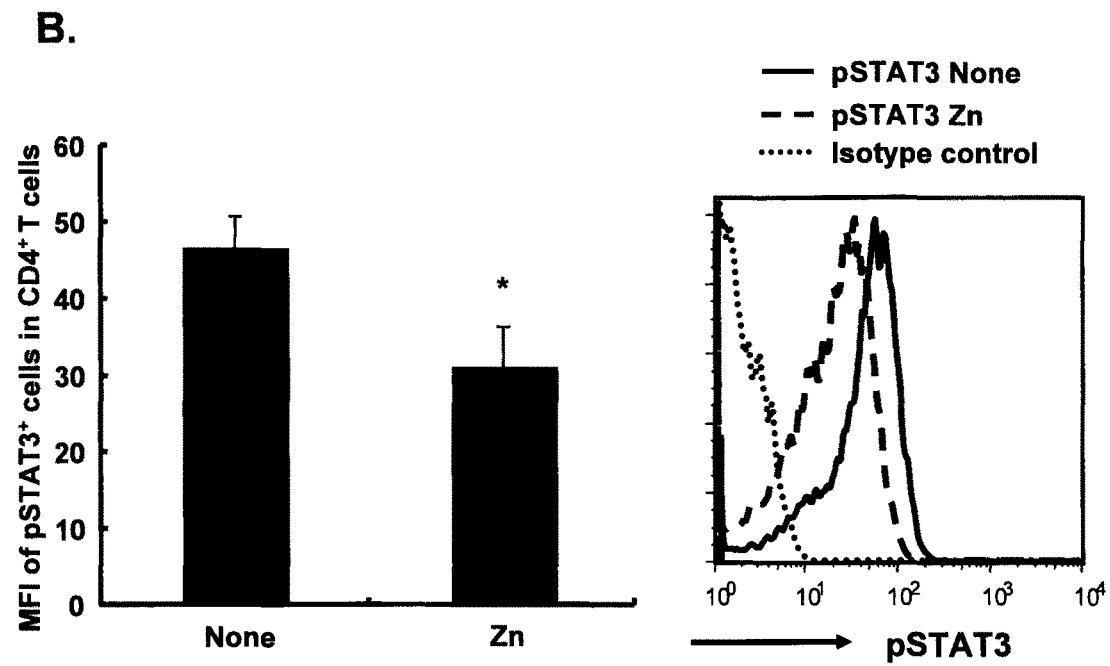 B.
pSTAT3 None
pSTAT3 Zn
Isotype control
MFI of pSTAT3⁺ cells in CD4⁺ T cells
60
50
40
30
20
10
0
*
None
Zn
10⁰
10¹
10²
10³
10⁴
pSTAT3